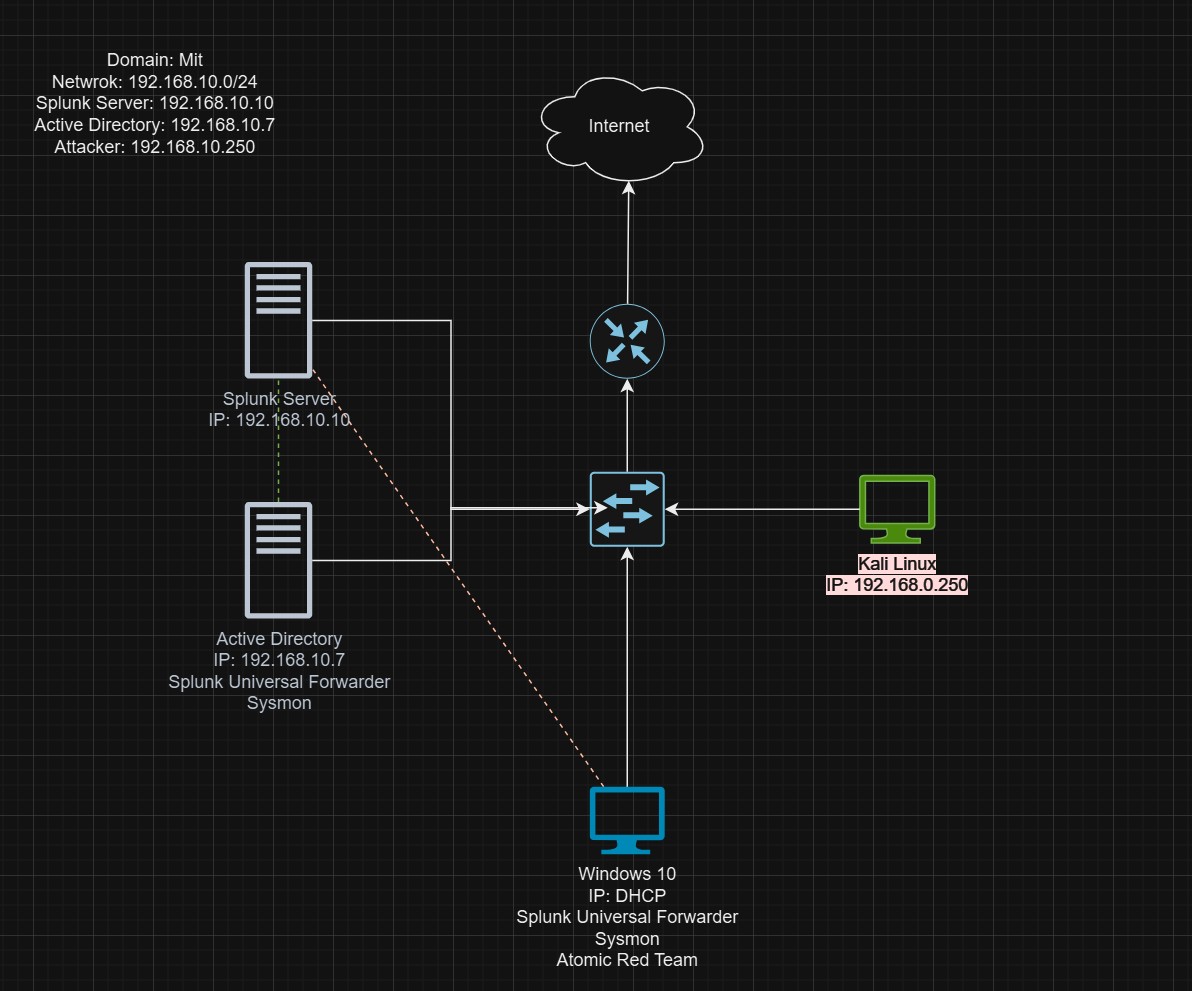 Domain: Mit
Netwrok: 192.168.10.0/24
Splunk Server: 192.168.10.10
Active Directory: 192.168.10.7
Attacker: 192.168.10.250
Internet
Splunk Server
IP: 192.168.10.10
Kali Linux
IP: 192.168.0.250
Active Directory
IP: 192.168.10.7
Splunk Universal Forwarder
Sysmon
Windows 10
IP: DHCP
Splunk Universal Forwarder
Sysmon
Atomic Red Team